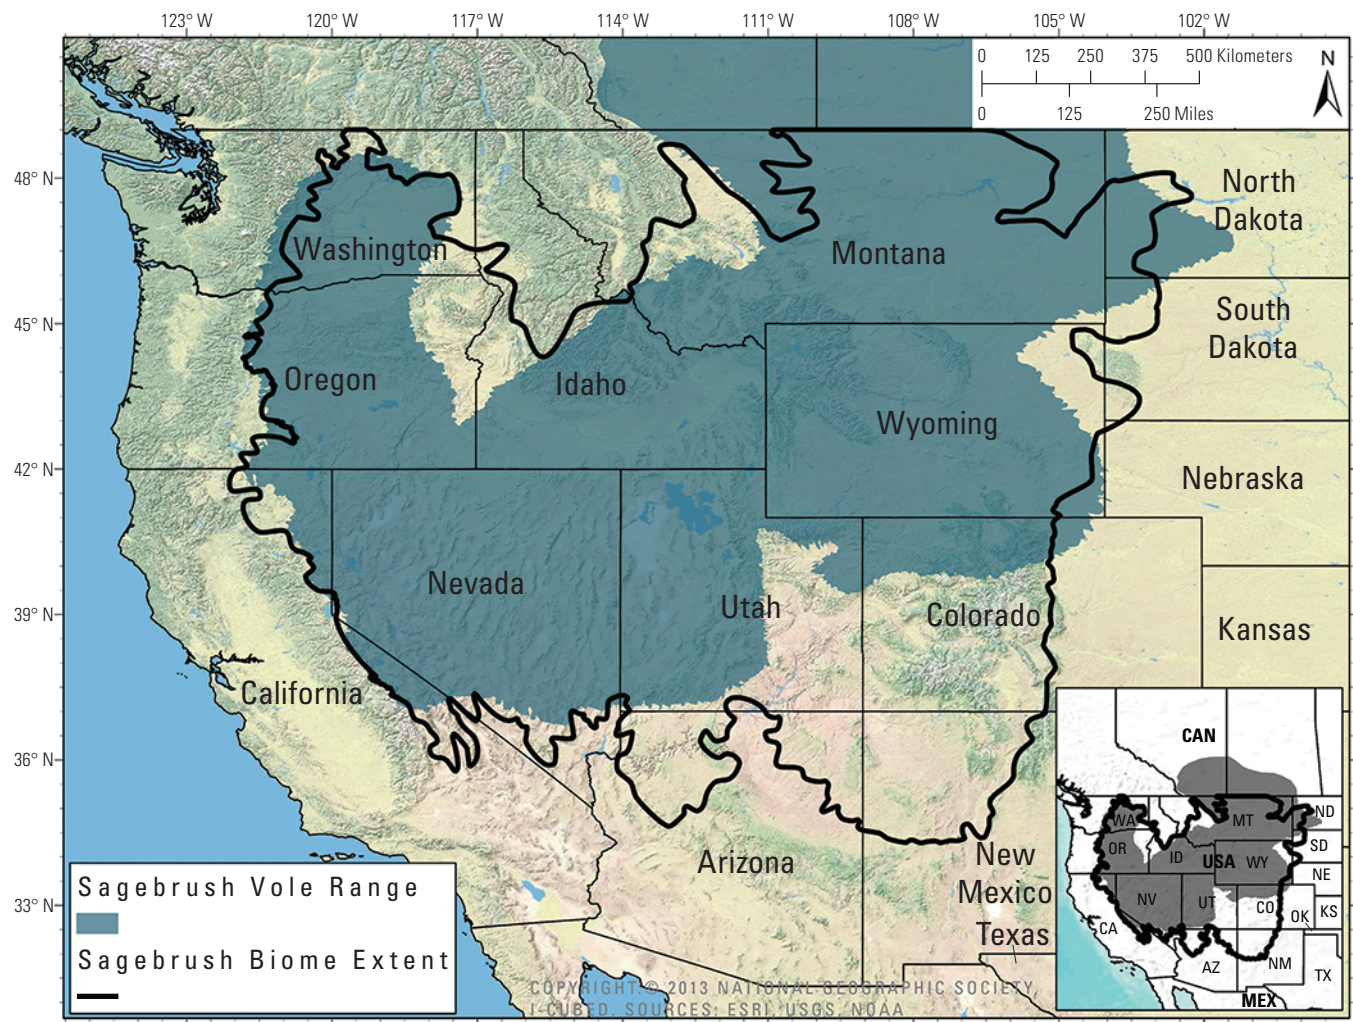 123° W 120° W 117° W 114° W 111° W 108° W 105° W 102° W
0 125 250 375 500 Kilometers
0 125 250 Miles
N
48° N
45° N
42° N
39° N
36° N
33° N
Washington
Montana
North
Dakota
South
Dakota
Oregon
Idaho
Wyoming
Nebraska
Nevada
Utah
Colorado
Kansas
California
Arizona
New
Mexico
Texas
Sagebrush Vole Range
Sagebrush Biome Extent
COPYRIGHT:© 2013 NATIONAL GEOGRAPHIC SOCIETY,
I-CUBED, SOURCES: ESRI, USGS, NOAA
CAN
WA
MT
ND
OR
ID
USA
WY
SD
NE
NV
UT
CO
KS
OK
CA
AZ
NM
TX
MEX